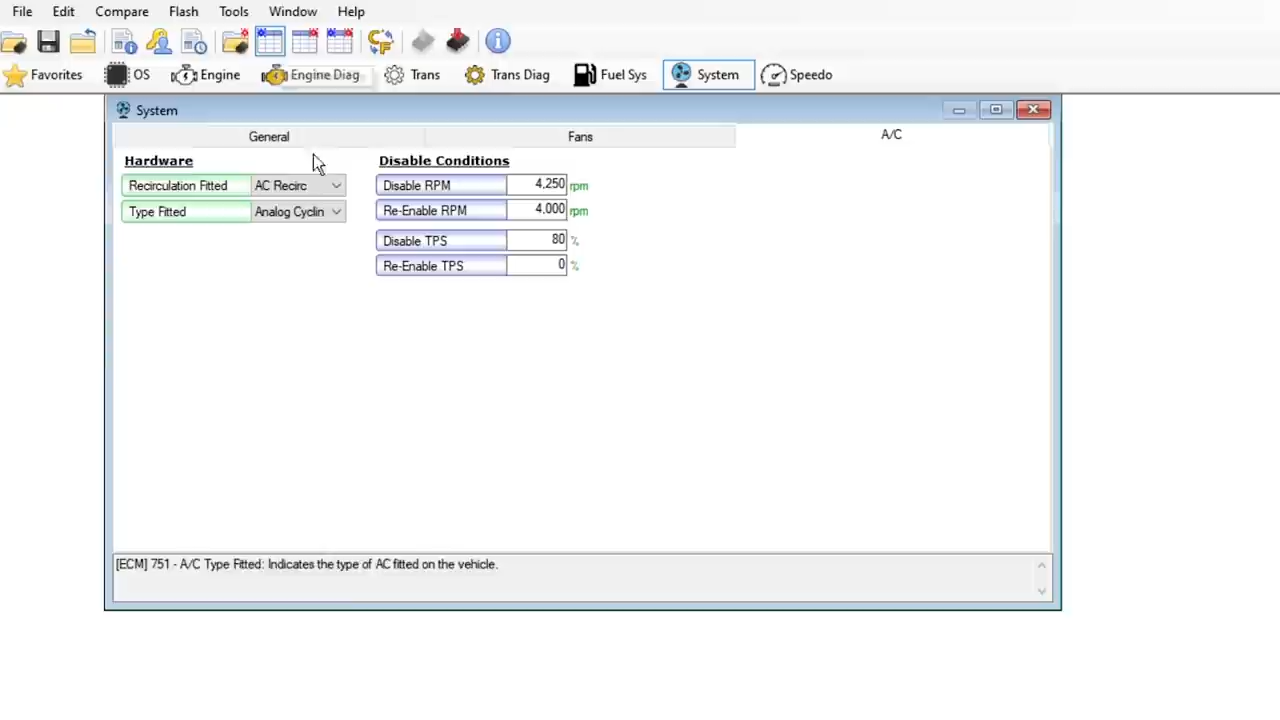 File Edit Compare Flash Tools Window Help
Favorites OS Engine Engine Diag Trans Trans Diag Fuel Sys System Speedo
System
General Fans A/C
Hardware Disable Conditions
Recirculation Fitted AC Recirc Disable RPM 4.250 rpm
Type Fitted Analog Cyclin Re-Enable RPM 4.000 rpm
Disable TPS 80 %
Re-Enable TPS 0 %
[ECM] 751 - A/C Type Fitted: Indicates the type of AC fitted on the vehicle.